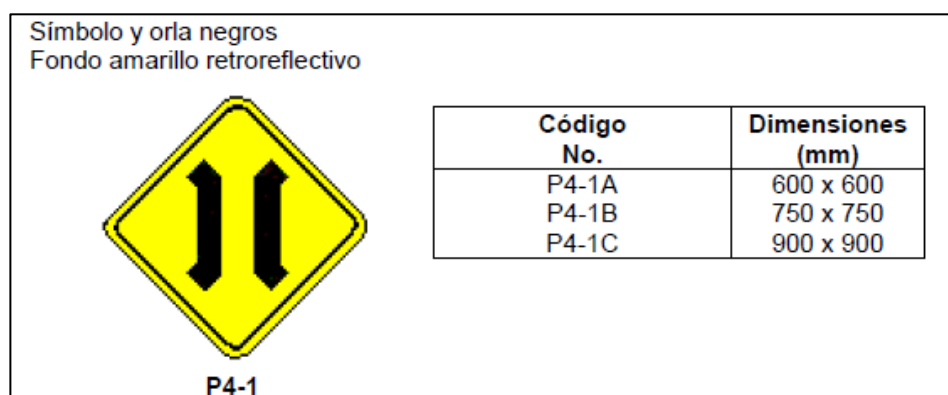 Símbolo y orla negros
Fondo amarillo retroreflectivo
Código No. Dimensiones (mm)
P4-1A 600 x 600
P4-1B 750 x 750
P4-1C 900 x 900
P4-1